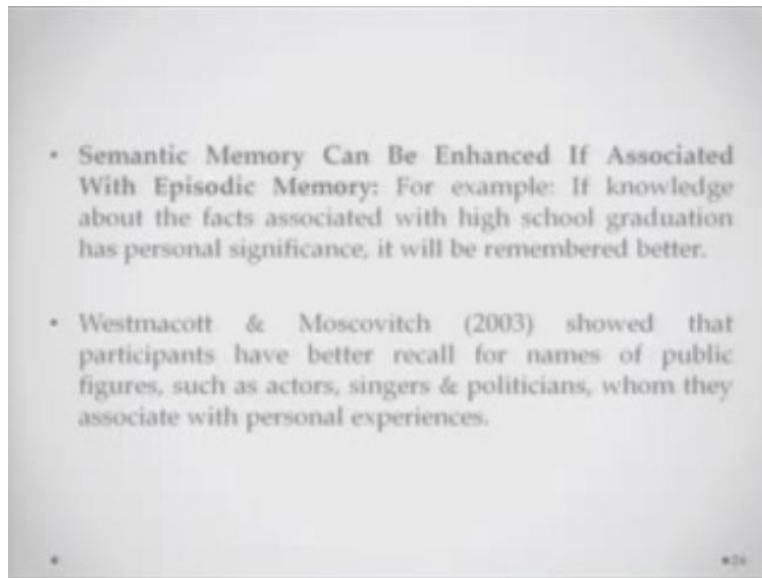 • Semantic Memory Can Be Enhanced If Associated
With Episodic Memory: For example: If knowledge
about the facts associated with high school graduation
has personal significance, it will be remembered better.
• Westmacott & Moscovitch (2003) showed that
participants have better recall for names of public
figures, such as actors, singers & politicians, whom they
associate with personal experiences.